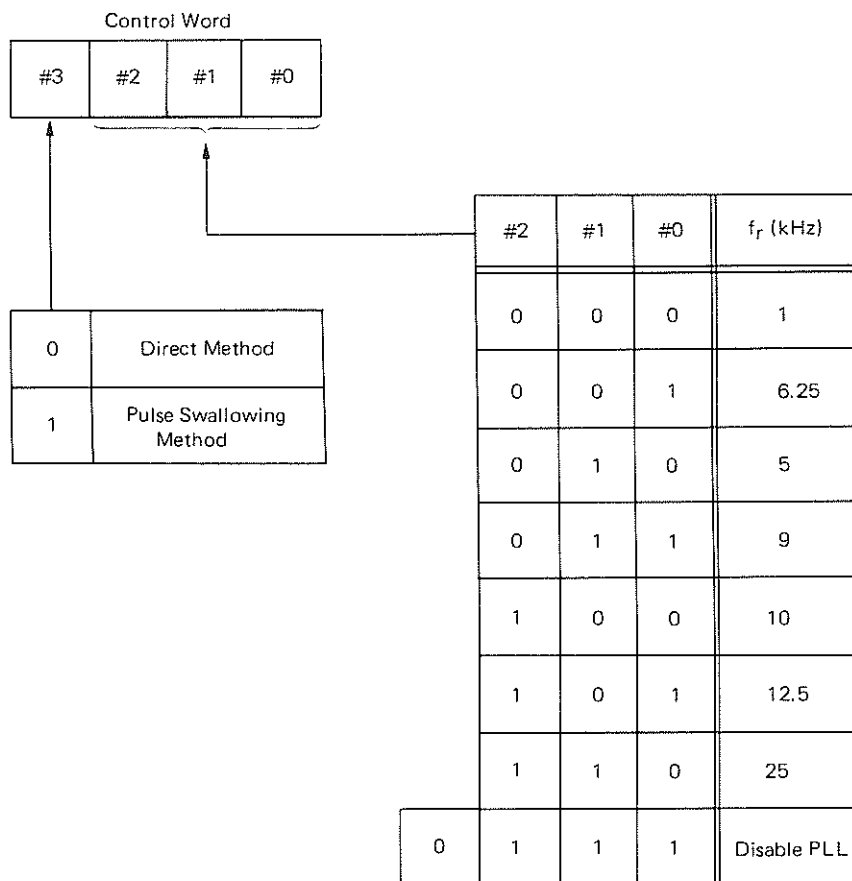 Control Word
#3 #2 #1 #0
#2 #1 #0 fr (kHz)
0 0 0 1
0 0 1 6.25
0 1 0 5
0 1 1 9
1 0 0 10
1 0 1 12.5
1 1 0 25
0 1 1 1 Disable PLL
0 Direct Method
1 Pulse Swallowing
Method